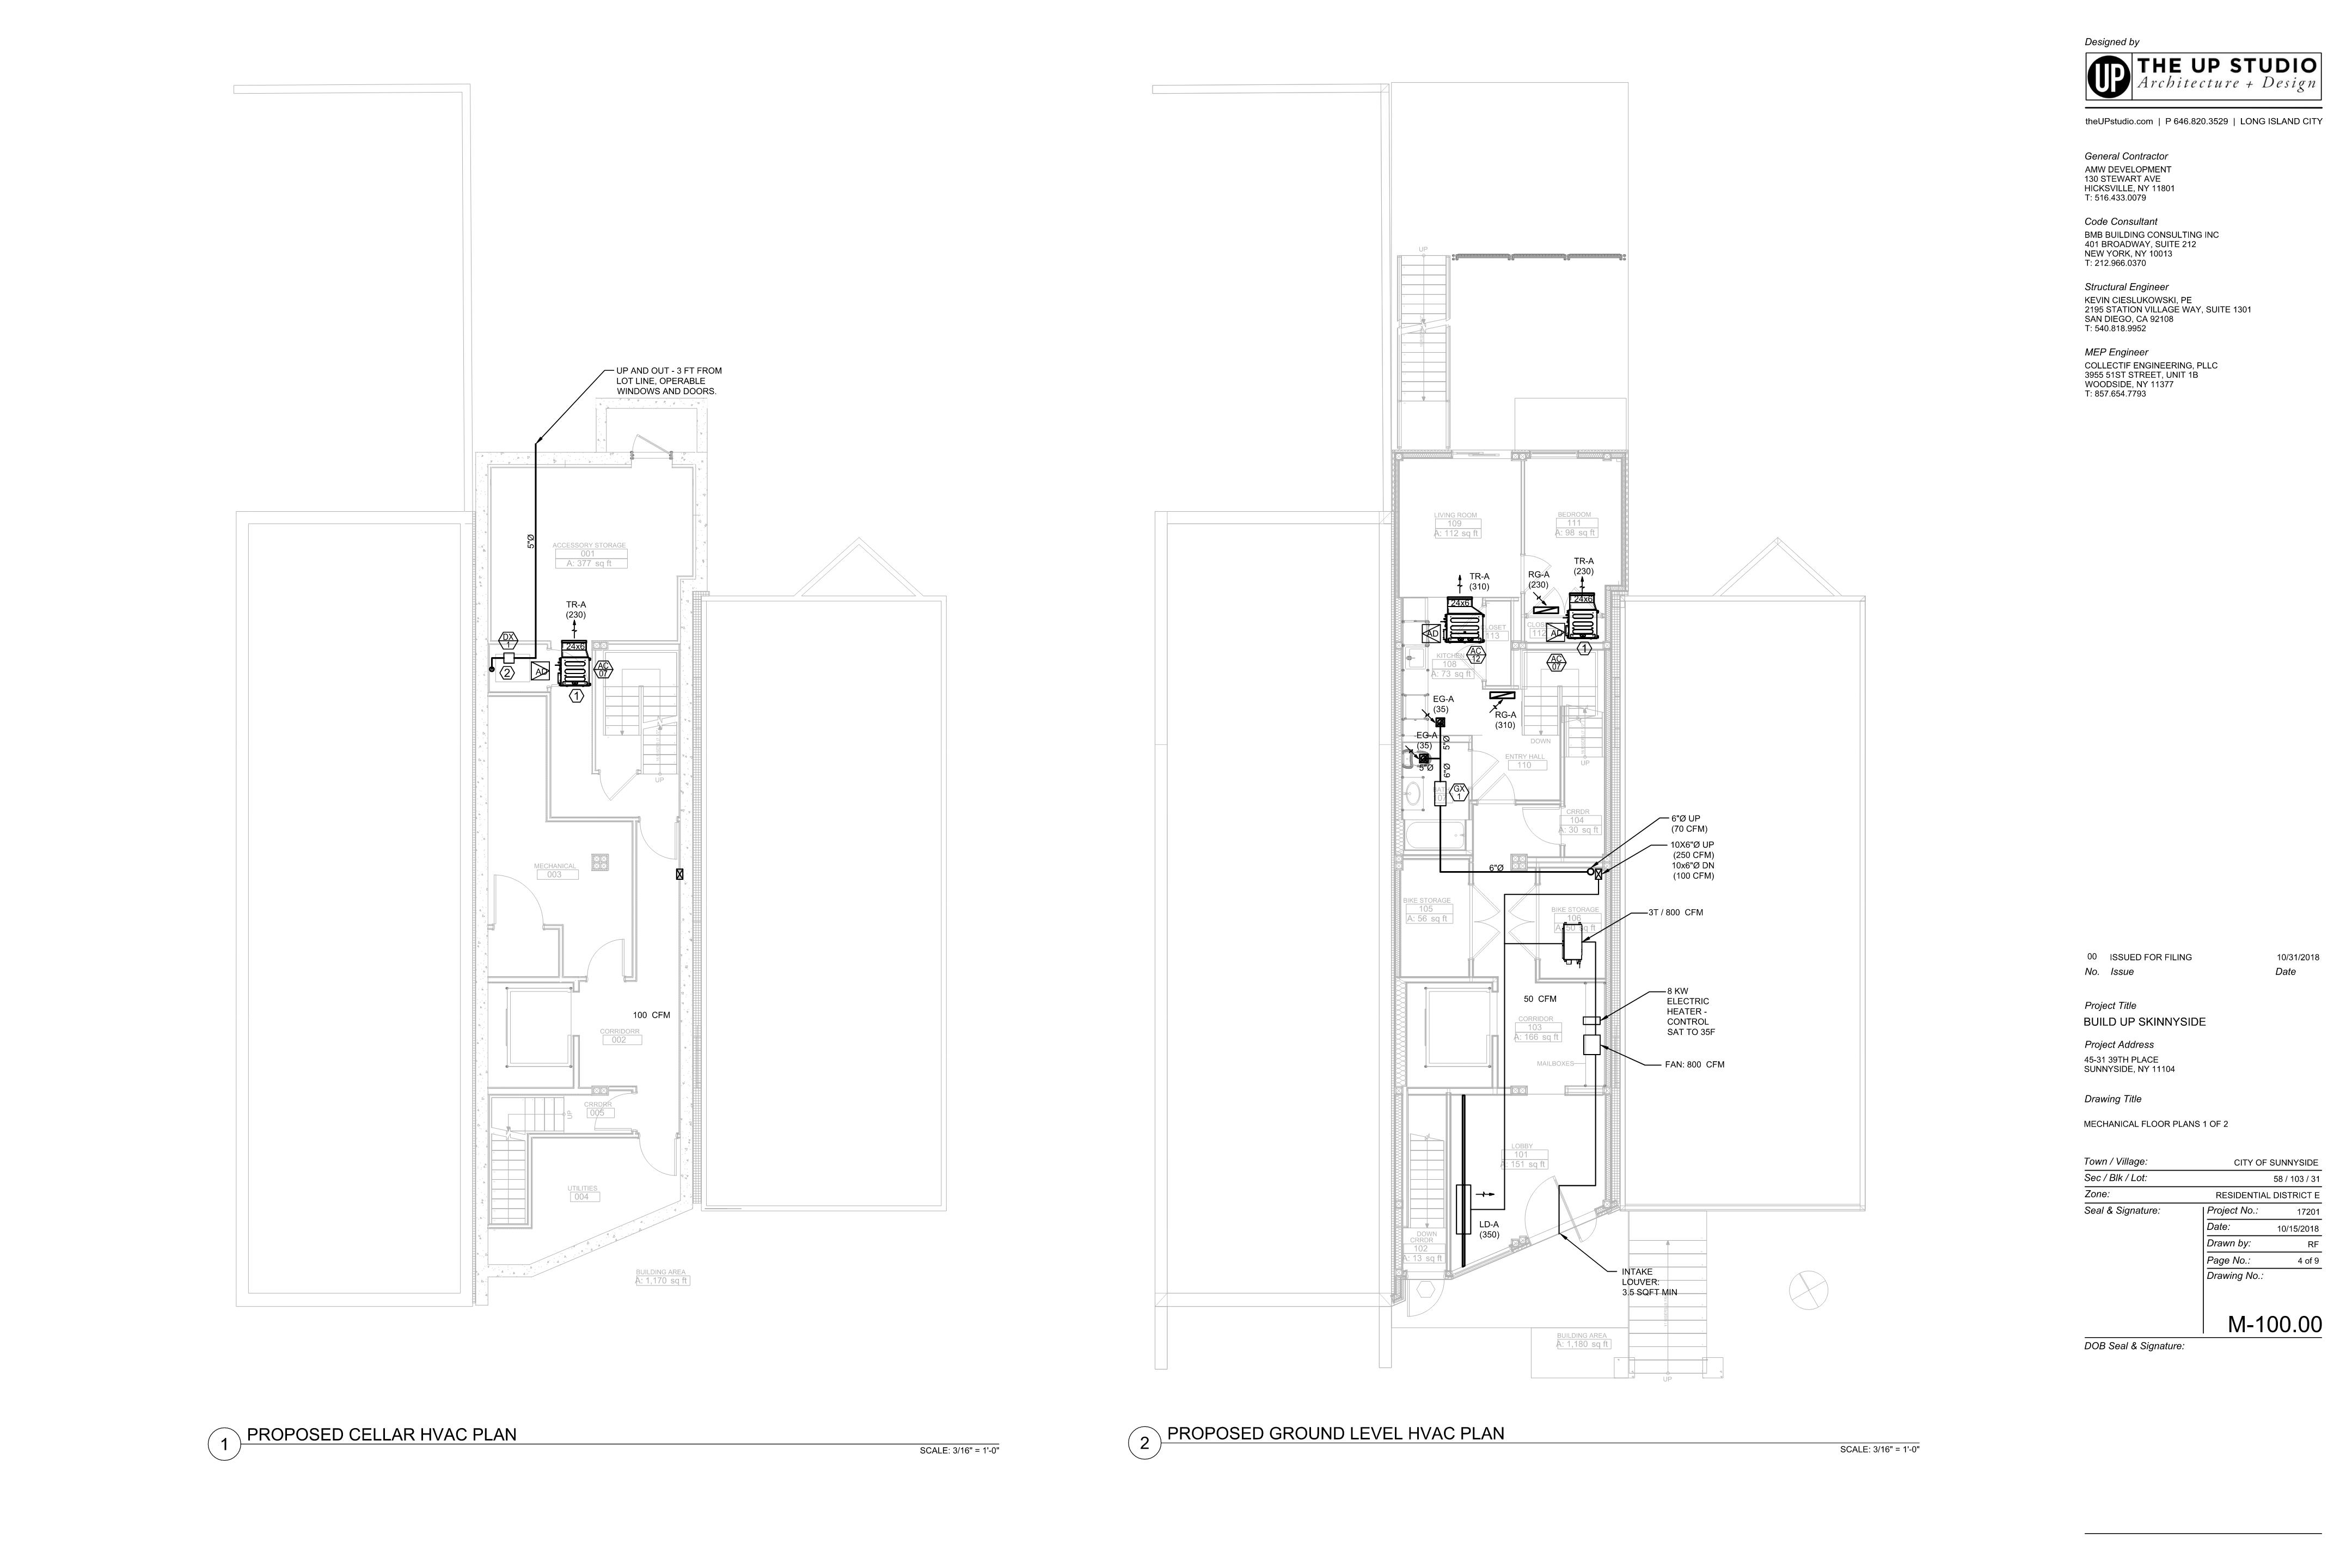 UP AND OUT - 3 FT FROM
LOT LINE, OPERABLE
WINDOWS AND DOORS.
5"Ø
ACCESSORY STORAGE
001
A: 377 sq ft
TR-A
(230)
DX
1
2
AD
24x6
AC
07
1
UP
MECHANICAL
003
100 CFM
CORRIDORR
002
CRRDRR
005
UP
UTILITIES
004
BUILDING AREA
A: 1,170 sq ft
1
PROPOSED CELLAR HVAC PLAN
SCALE: 3/16" = 1'-0"
UP
LIVING ROOM
109
A: 112 sq ft
BEDROOM
111
A: 98 sq ft
TR-A
(310)
RG-A
(230)
TR-A
(230)
24x6
24x6
AD
AD
113
112
KITCHEN
108
A: 73 sq ft
AC
12
AC
07
1
EG-A
(35)
RG-A
(310)
EG-A
(35)
5"Ø
5"Ø
6"Ø
GX
1
DOWN
UP
ENTRY HALL
110
CRRDR
104
A: 30 sq ft
6"Ø UP
(70 CFM)
10X6"Ø UP
(250 CFM)
10x6"Ø DN
(100 CFM)
6"Ø
BIKE STORAGE
105
A: 56 sq ft
BIKE STORAGE
106
A: 50 sq ft
3T / 800 CFM
50 CFM
CORRIDOR
103
A: 166 sq ft
8 KW
ELECTRIC
HEATER -
CONTROL
SAT TO 35F
MAILBOXES
FAN: 800 CFM
LOBBY
101
A: 151 sq ft
LD-A
(350)
DOWN
CRRDR
102
A: 13 sq ft
INTAKE
LOUVER:
3.5 SQFT MIN
BUILDING AREA
A: 1,180 sq ft
UP
2
PROPOSED GROUND LEVEL HVAC PLAN
SCALE: 3/16" = 1'-0"
Designed by
UP
THE UP STUDIO
Architecture + Design
theUPstudio.com | P 646.820.3529 | LONG ISLAND CITY
General Contractor
AMW DEVELOPMENT
130 STEWART AVE
HICKSVILLE, NY 11801
T: 516.433.0079
Code Consultant
BMB BUILDING CONSULTING INC
401 BROADWAY, SUITE 212
NEW YORK, NY 10013
T: 212.966.0370
Structural Engineer
KEVIN CIESLUKOWSKI, PE
2195 STATION VILLAGE WAY, SUITE 1301
SAN DIEGO, CA 92108
T: 540.818.9952
MEP Engineer
COLLECTIF ENGINEERING, PLLC
3955 51ST STREET, UNIT 1B
WOODSIDE, NY 11377
T: 857.654.7793
00 ISSUED FOR FILING 10/31/2018
No. Issue Date
Project Title
BUILD UP SKINNYSIDE
Project Address
45-31 39TH PLACE
SUNNYSIDE, NY 11104
Drawing Title
MECHANICAL FLOOR PLANS 1 OF 2
Town / Village: CITY OF SUNNYSIDE
Sec / Blk / Lot: 58 / 103 / 31
Zone: RESIDENTIAL DISTRICT E
Seal & Signature:
Project No.: 17201
Date: 10/15/2018
Drawn by: RF
Page No.: 4 of 9
Drawing No.:
M-100.00
DOB Seal & Signature: